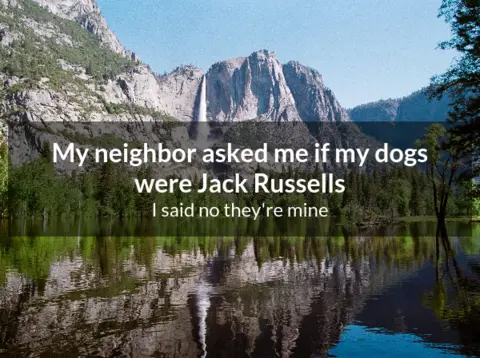 My neighbor asked me if my dogs
were Jack Russells
I said no they're mine